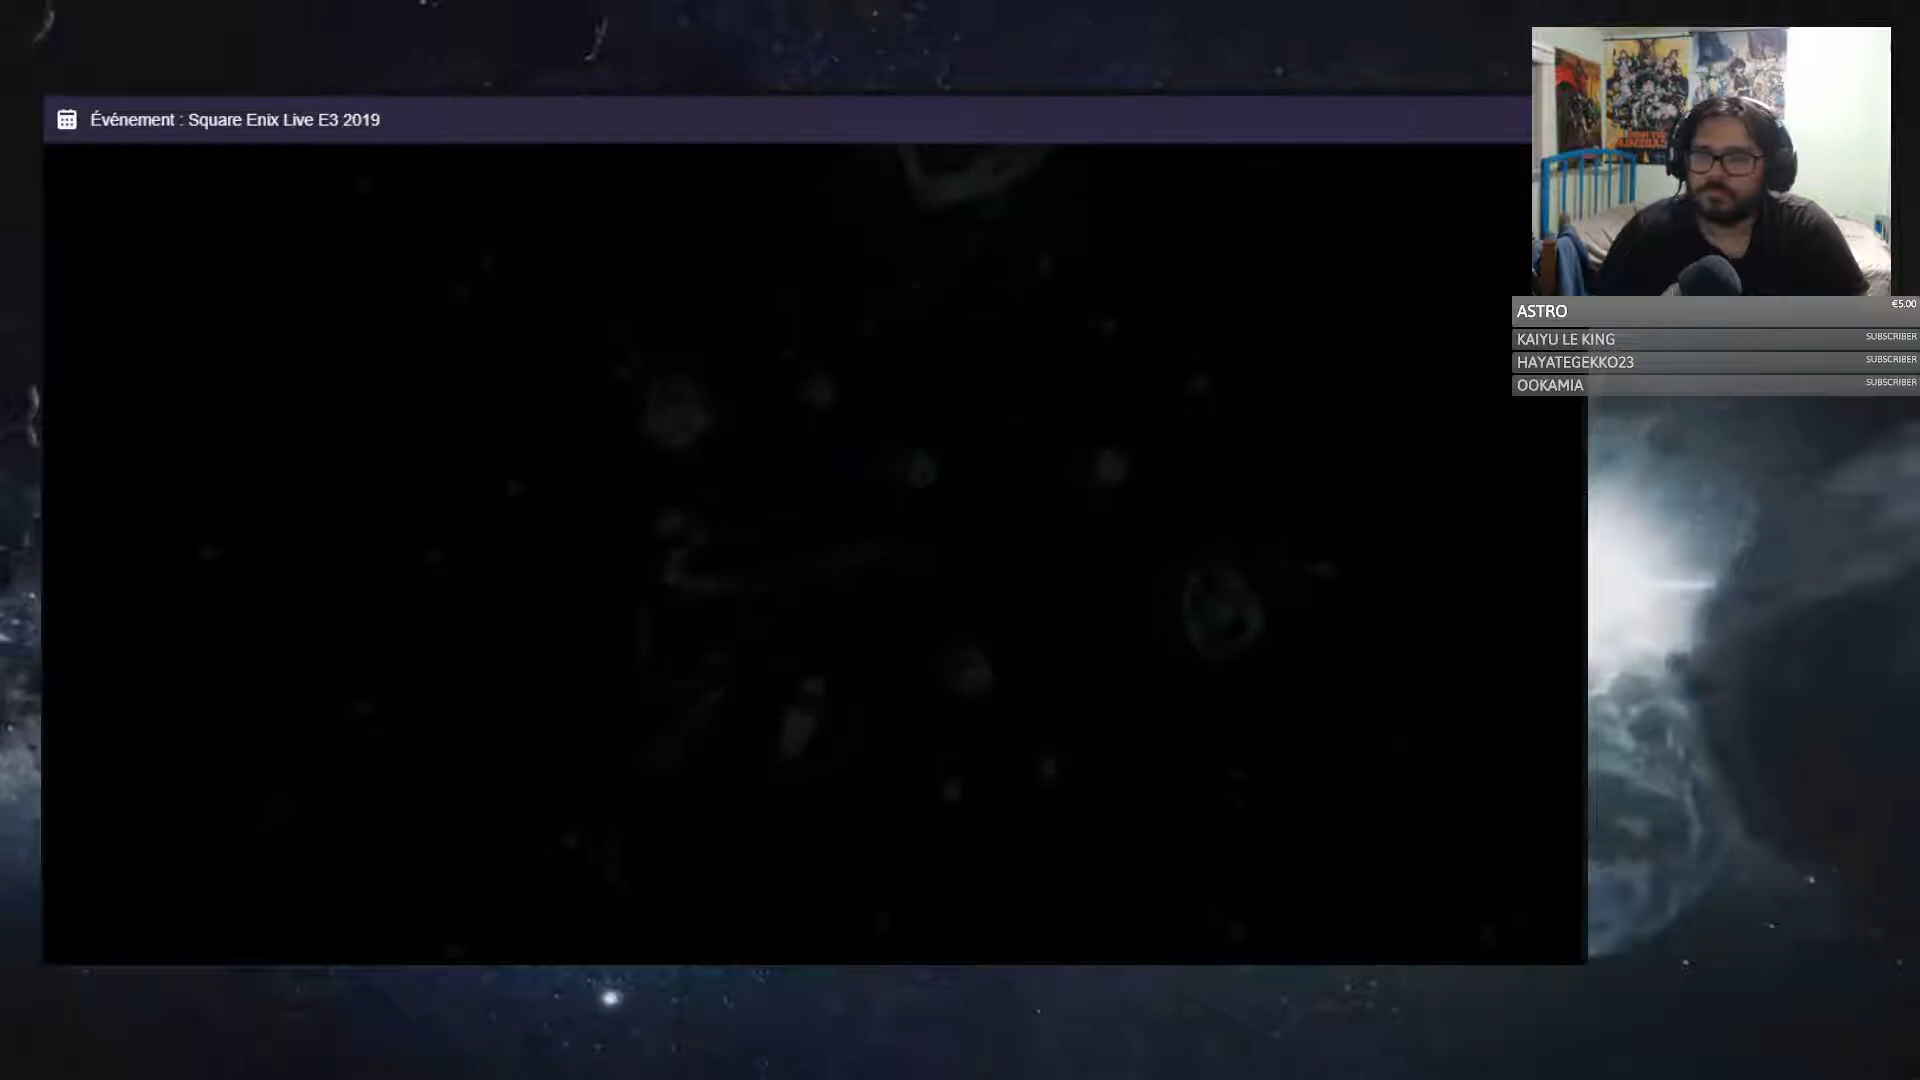 Événement : Square Enix Live E3 2019
ASTRO €5.00
KAIYU LE KING SUBSCRIBER
HAYATEGEKKO23 SUBSCRIBER
OOKAMIA SUBSCRIBER